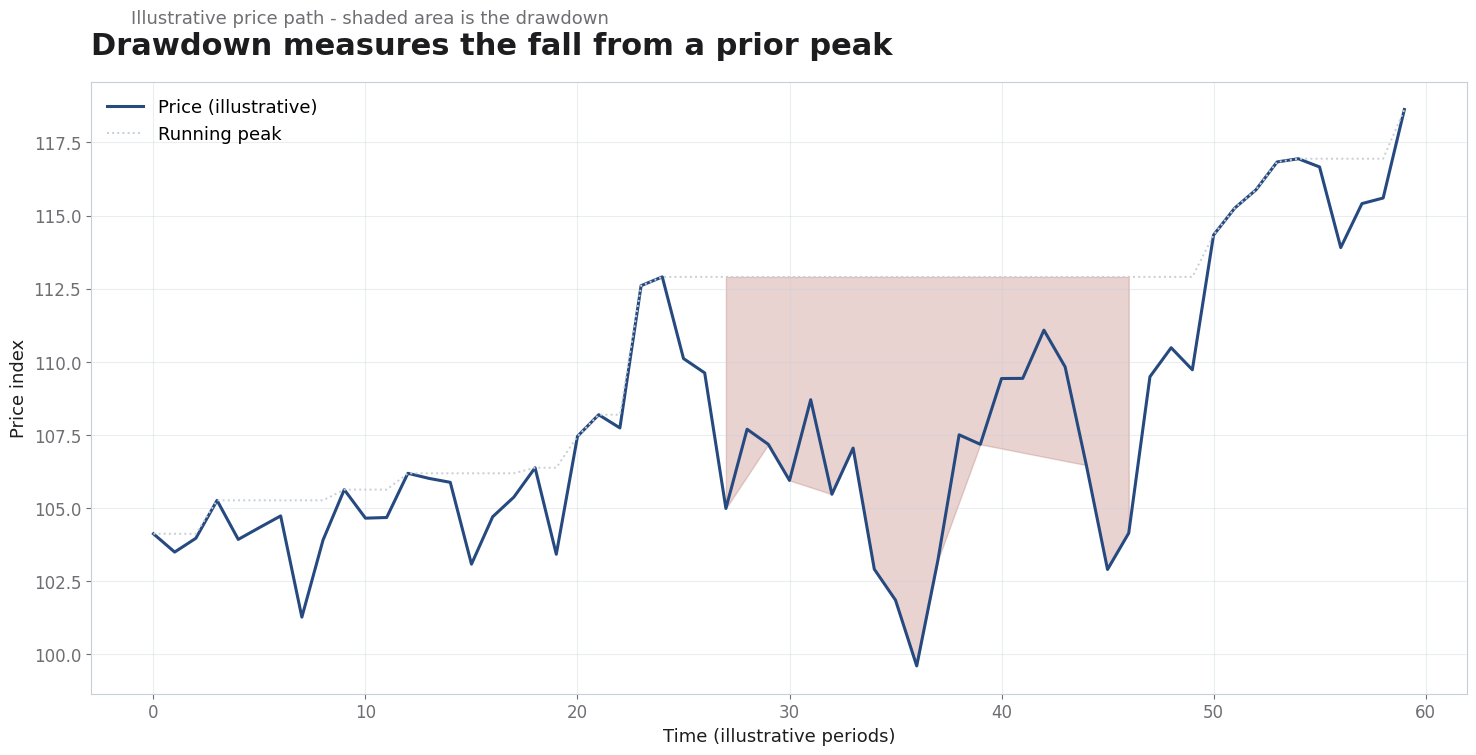 Illustrative price path - shaded area is the drawdown
Drawdown measures the fall from a prior peak
Price (illustrative)
Running peak
117.5
115.0
112.5
110.0
107.5
105.0
102.5
100.0
Price index
0 10 20 30 40 50 60
Time (illustrative periods)